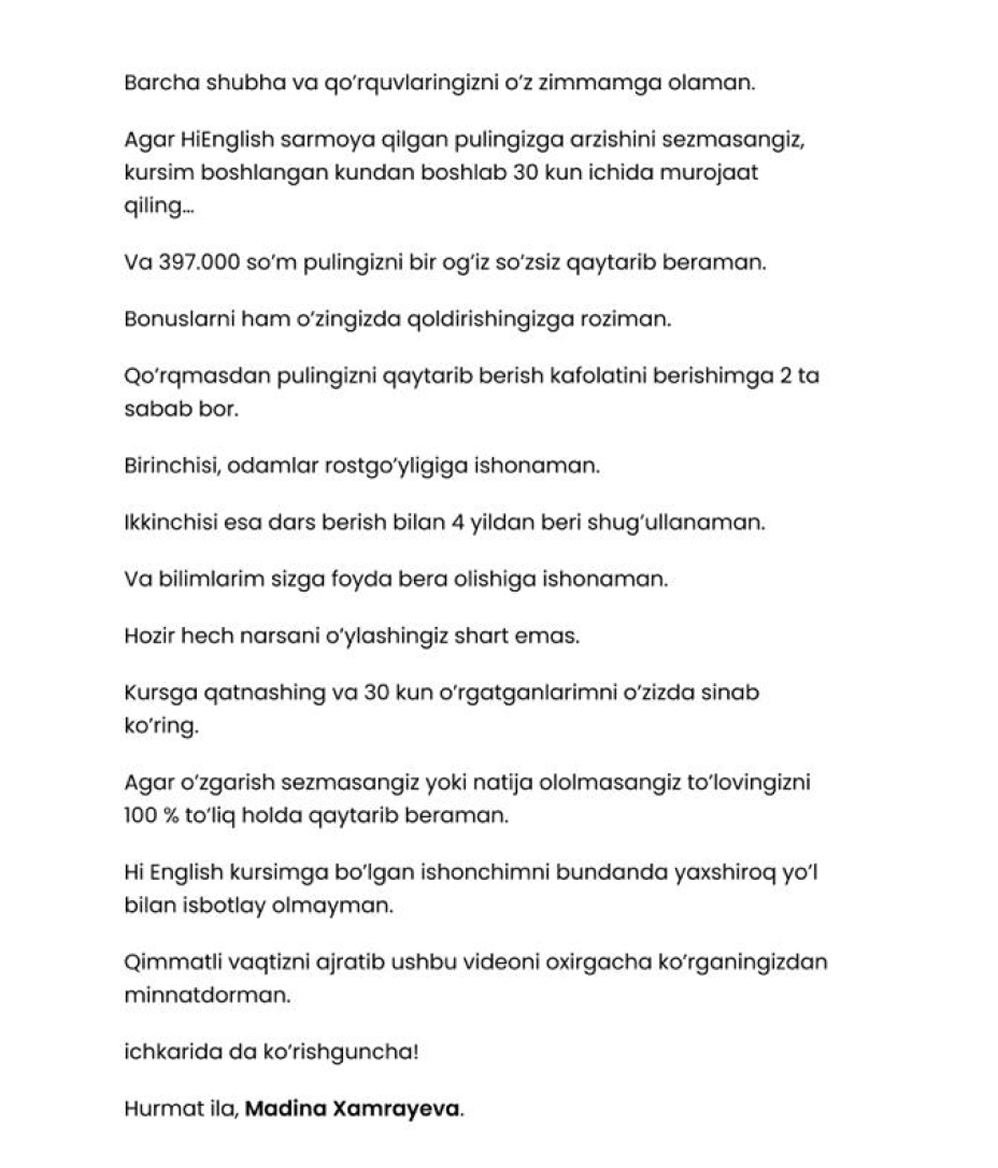 Barcha shubha va qo‘rquvlaringizni o‘z zimmamga olaman.
Agar HiEnglish sarmoya qilgan pulingizga arzishini sezmasangiz,
kursim boshlangan kundan boshlab 30 kun ichida murojaat
qiling...
Va 397.000 so‘m pulingizni bir og‘iz so‘zsiz qaytarib beraman.
Bonuslarni ham o‘zingizda qoldirishingizga roziman.
Qo‘rqmasdan pulingizni qaytarib berish kafolatini berishimga 2 ta
sabab bor.
Birinchisi, odamlar rostgo‘yligiga ishonaman.
Ikkinchisi esa dars berish bilan 4 yildan beri shug‘ullanaman.
Va bilimlarim sizga foyda bera olishiga ishonaman.
Hozir hech narsani o‘ylashingiz shart emas.
Kursga qatnashing va 30 kun o‘rgatganlarimni o‘zizda sinab
ko‘ring.
Agar o‘zgarish sezmasangiz yoki natija ololmasangiz to‘lovingizni
100 % to‘liq holda qaytarib beraman.
Hi English kursimga bo‘lgan ishonchimni bundanda yaxshiroq yo‘l
bilan isbotlay olmayman.
Qimmatli vaqtizni ajratib ushbu videoni oxirgacha ko‘rganingizdan
minnatdorman.
ichkarida da ko‘rishguncha!
Hurmat ila, Madina Xamrayeva.